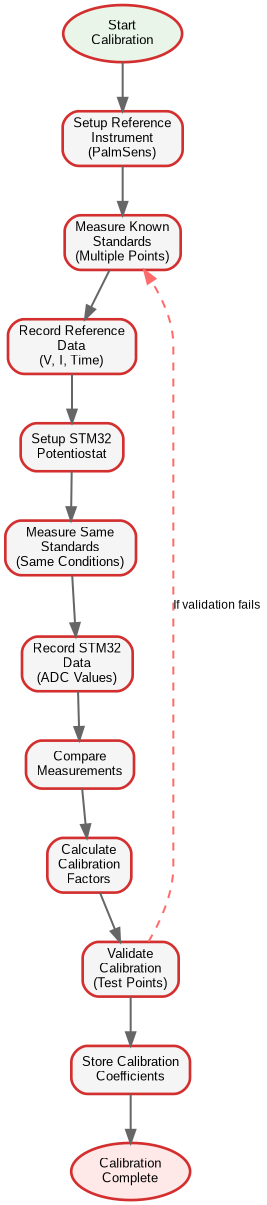 Start
Calibration
Setup Reference
Instrument
(PalmSens)
Measure Known
Standards
(Multiple Points)
Record Reference
Data
(V, I, Time)
Setup STM32
Potentiostat
Measure Same
Standards
(Same Conditions)
If validation fails
Record STM32
Data
(ADC Values)
Compare
Measurements
Calculate
Calibration
Factors
Validate
Calibration
(Test Points)
Store Calibration
Coefficients
Calibration
Complete